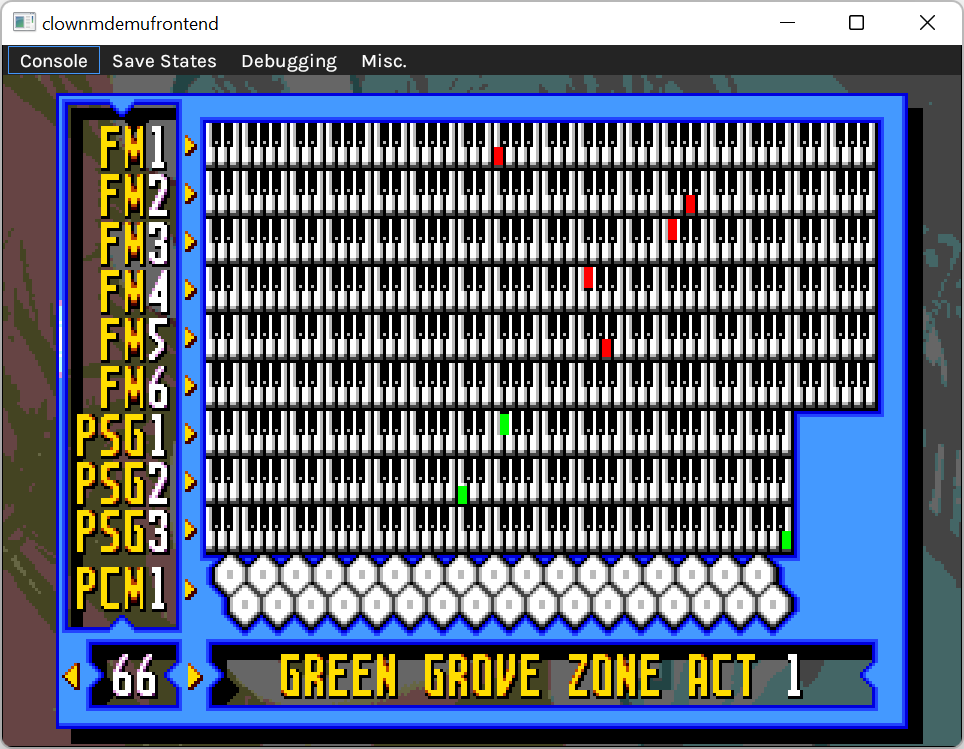 clownmdemufrontend
Console Save States Debugging Misc.
FM1
FM2
FM3
FM4
FM5
FM6
PSG1
PSG2
PSG3
PCM1
66 GREEN GROVE ZONE ACT 1